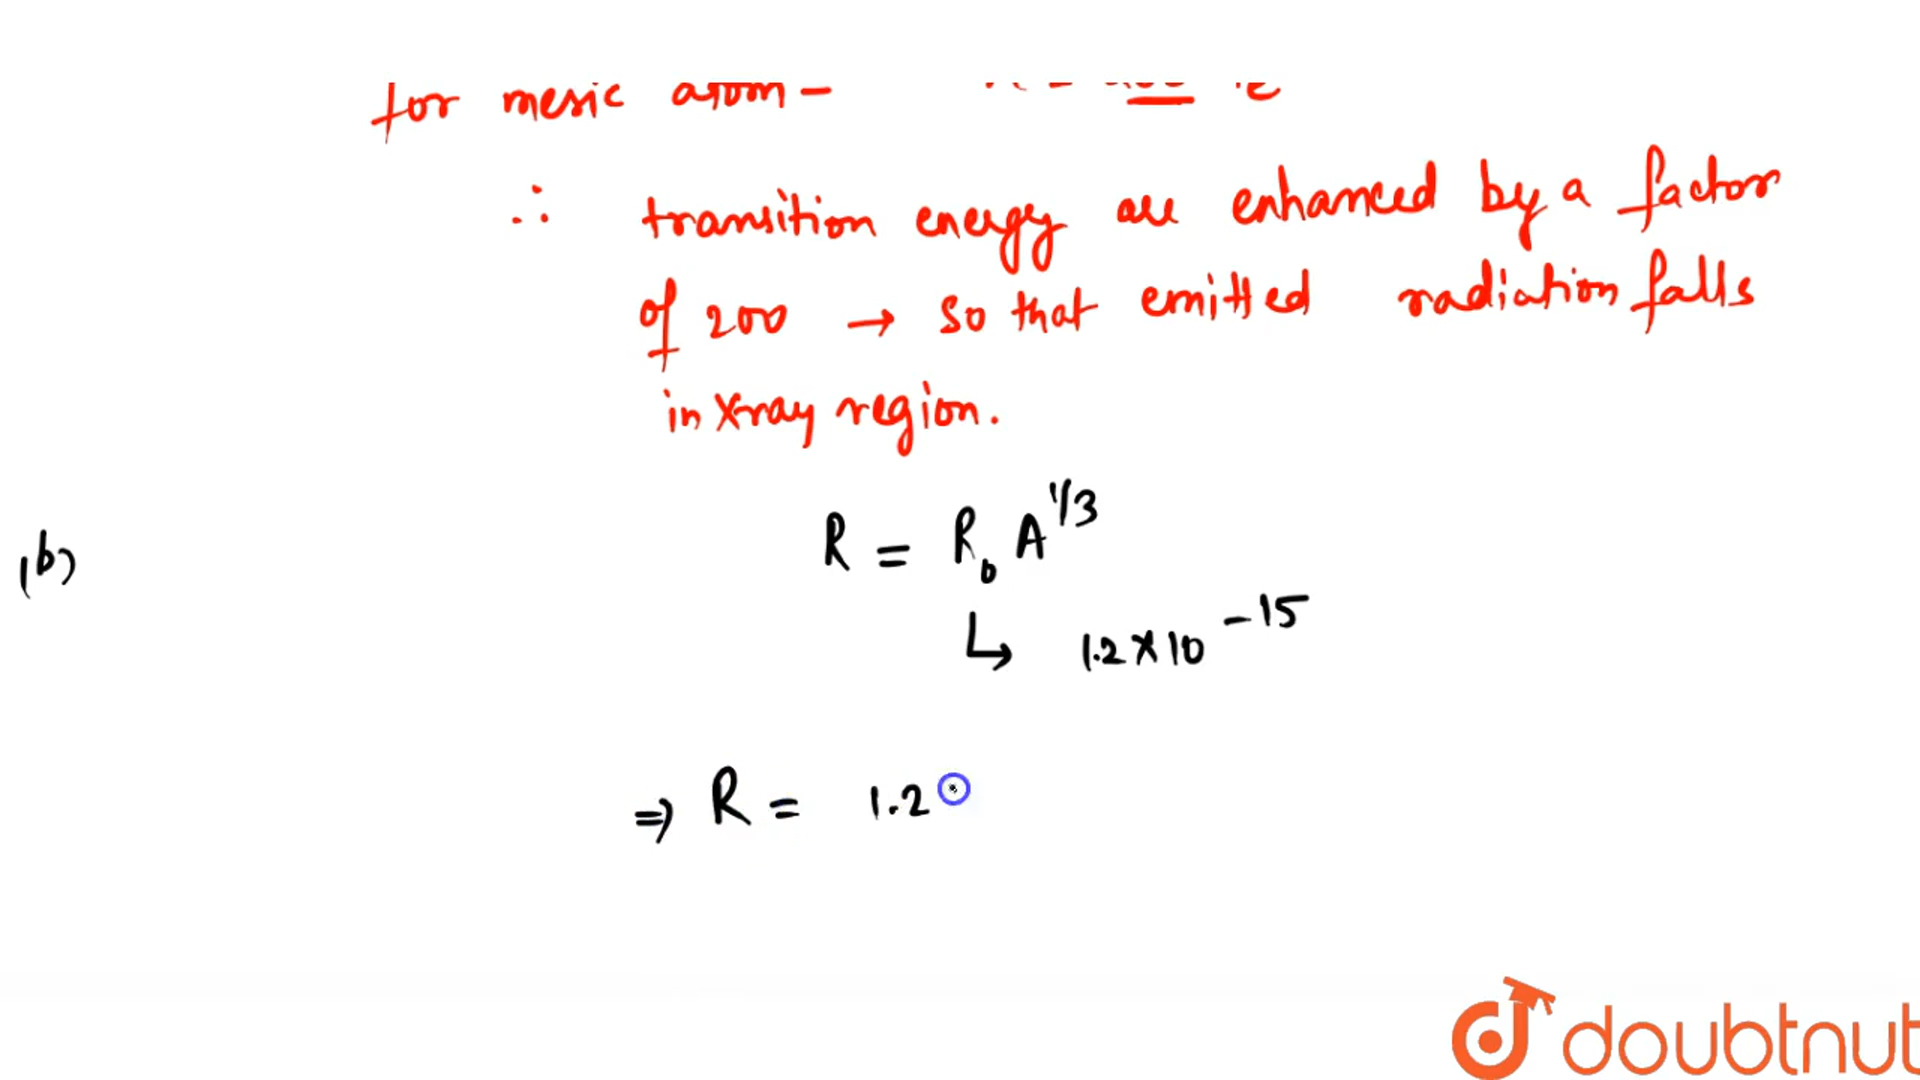 for mesic atom -
∴ transition energy are enhanced by a factor
of 200 → so that emitted radiation falls
in X-ray region.
(b) R = R₀ A^1/3
↳ 1.2 × 10^-15
⇒ R = 1.2
doubtnut